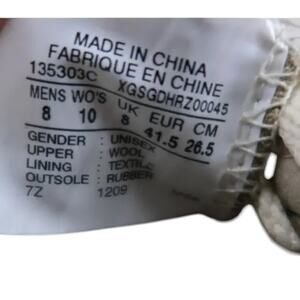 MADE IN CHINA
FABRIQUE EN CHINE
135303C XGSGDHRZ00045
MENS WO'S UK EUR CM
8 10 8 41.5 26.5
GENDER : UNISEX
UPPER : WOOL
LINING : TEXTILE
OUTSOLE : RUBBER
7Z 1209